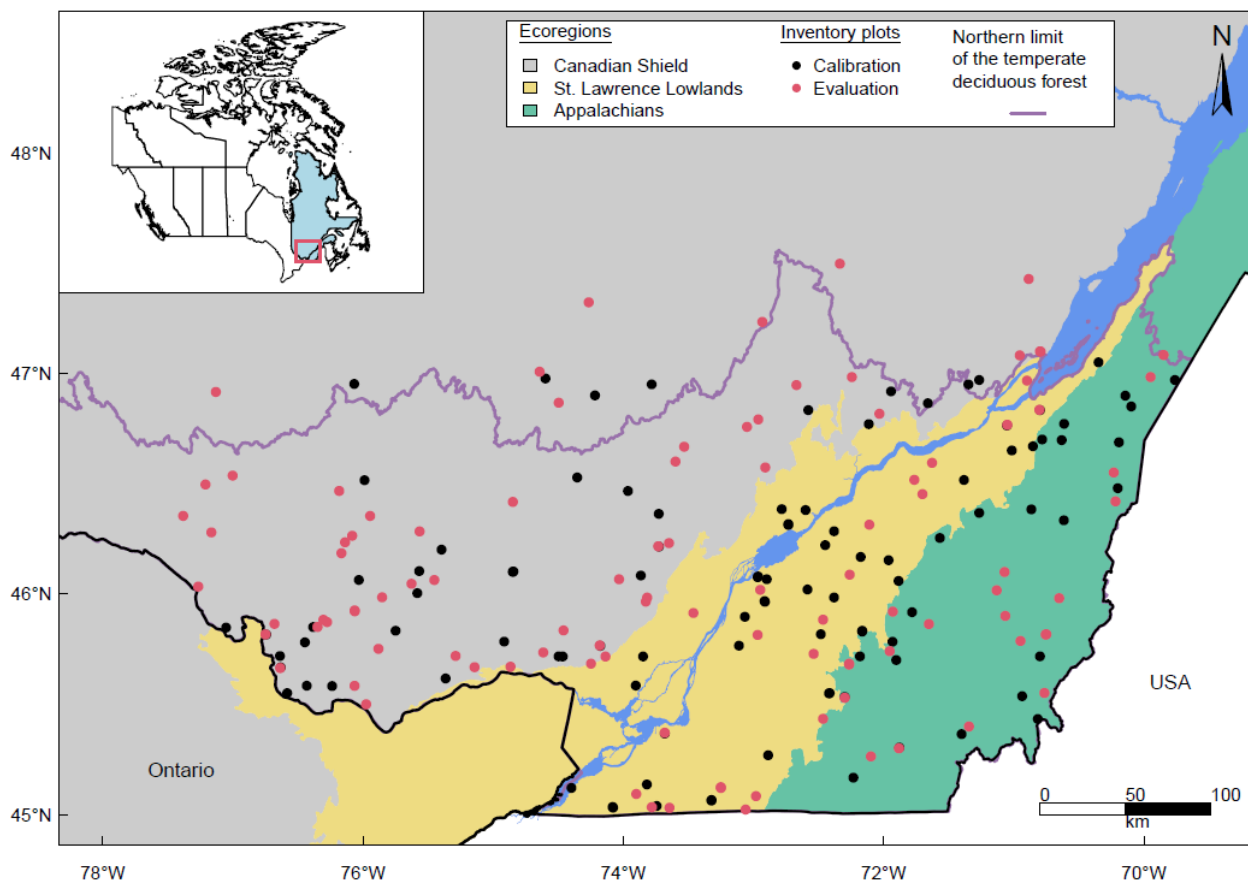 Ecoregions
Canadian Shield
St. Lawrence Lowlands
Appalachians
Inventory plots
Calibration
Evaluation
Northern limit
of the temperate
deciduous forest
N
48°N
47°N
46°N
45°N
Ontario
USA
0 50 100
km
78°W 76°W 74°W 72°W 70°W